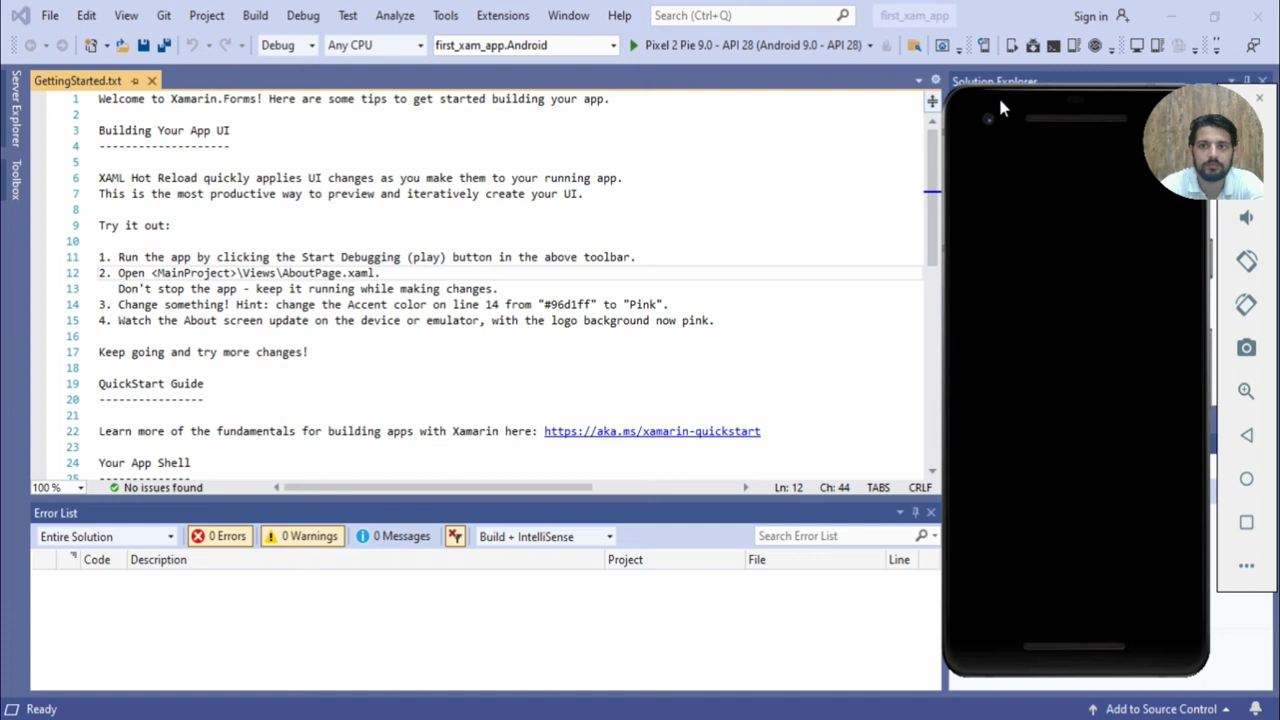 File Edit View Git Project Build Debug Test Analyze Tools Extensions Window Help Search (Ctrl+Q) first_xam_app Sign in
Debug Any CPU first_xam_app.Android Pixel 2 Pie 9.0 - API 28 (Android 9.0 - API 28)
Server Explorer
Toolbox
GettingStarted.txt
Solution Explorer
1 Welcome to Xamarin.Forms! Here are some tips to get started building your app.
2
3 Building Your App UI
4 --------------------
5
6 XAML Hot Reload quickly applies UI changes as you make them to your running app.
7 This is the most productive way to preview and iteratively create your UI.
8
9 Try it out:
10
11 1. Run the app by clicking the Start Debugging (play) button in the above toolbar.
12 2. Open <MainProject>\Views\AboutPage.xaml.
13 Don't stop the app - keep it running while making changes.
14 3. Change something! Hint: change the Accent color on line 14 from "#96d1ff" to "Pink".
15 4. Watch the About screen update on the device or emulator, with the logo background now pink.
16
17 Keep going and try more changes!
18
19 QuickStart Guide
20 ----------------
21
22 Learn more of the fundamentals for building apps with Xamarin here: https://aka.ms/xamarin-quickstart
23
24 Your App Shell
25 --------------
100 % No issues found Ln: 12 Ch: 44 TABS CRLF
Error List
Entire Solution 0 Errors 0 Warnings 0 Messages Build + IntelliSense Search Error List
Code Description Project File Line
Ready Add to Source Control